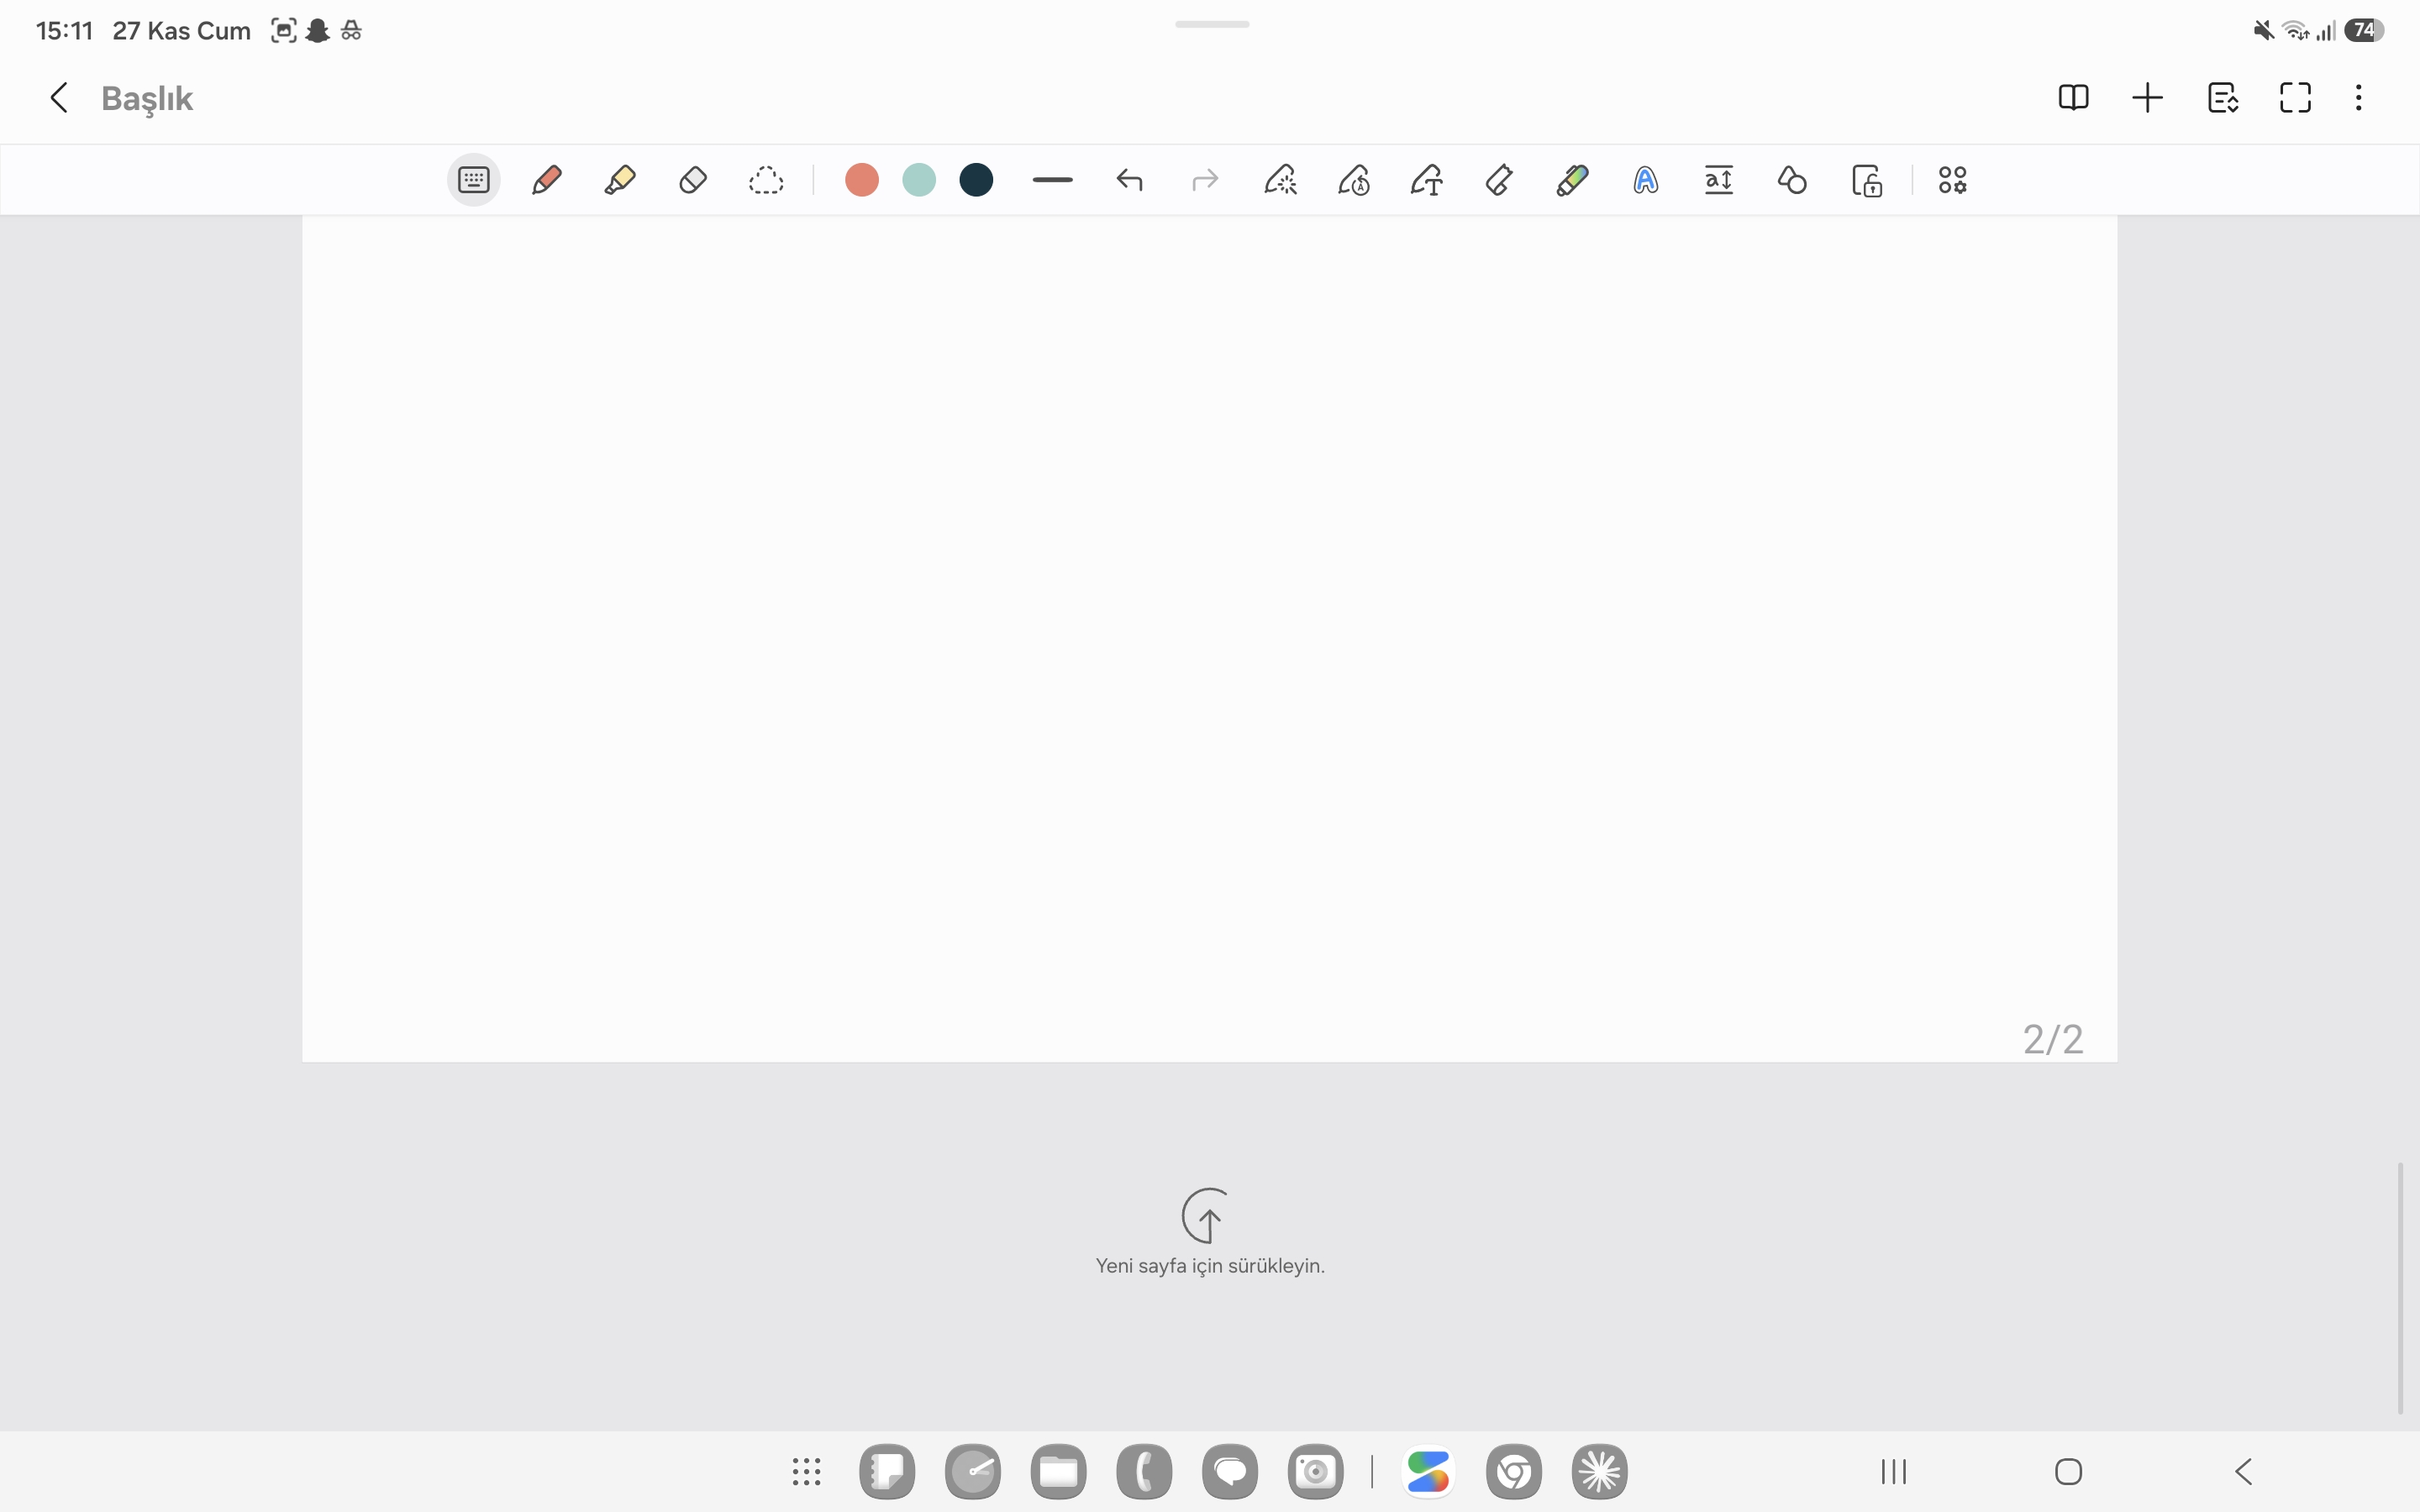 15:11 27 Kas Cum
74
Başlık
2/2
Yeni sayfa için sürükleyin.